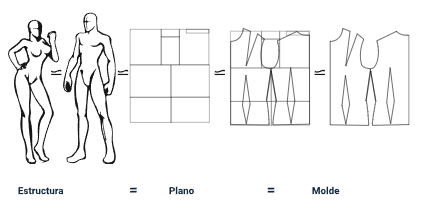 Estructura = Plano = Molde